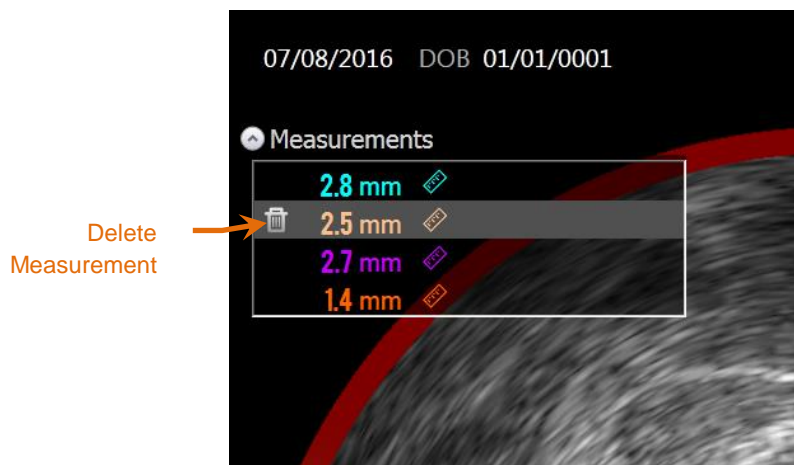 07/08/2016 DOB 01/01/0001
Measurements
2.8 mm
2.5 mm
2.7 mm
1.4 mm
Delete
Measurement